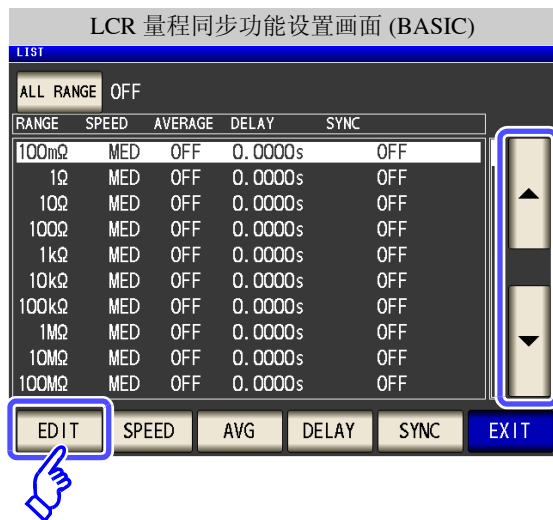 LCR 量程同步功能设置画面 (BASIC)
LIST
ALL RANGE OFF
RANGE SPEED AVERAGE DELAY SYNC
100mΩ MED OFF 0.0000s OFF
1Ω MED OFF 0.0000s OFF
10Ω MED OFF 0.0000s OFF
100Ω MED OFF 0.0000s OFF
1kΩ MED OFF 0.0000s OFF
10kΩ MED OFF 0.0000s OFF
100kΩ MED OFF 0.0000s OFF
1MΩ MED OFF 0.0000s OFF
10MΩ MED OFF 0.0000s OFF
100MΩ MED OFF 0.0000s OFF
EDIT SPEED AVG DELAY SYNC EXIT